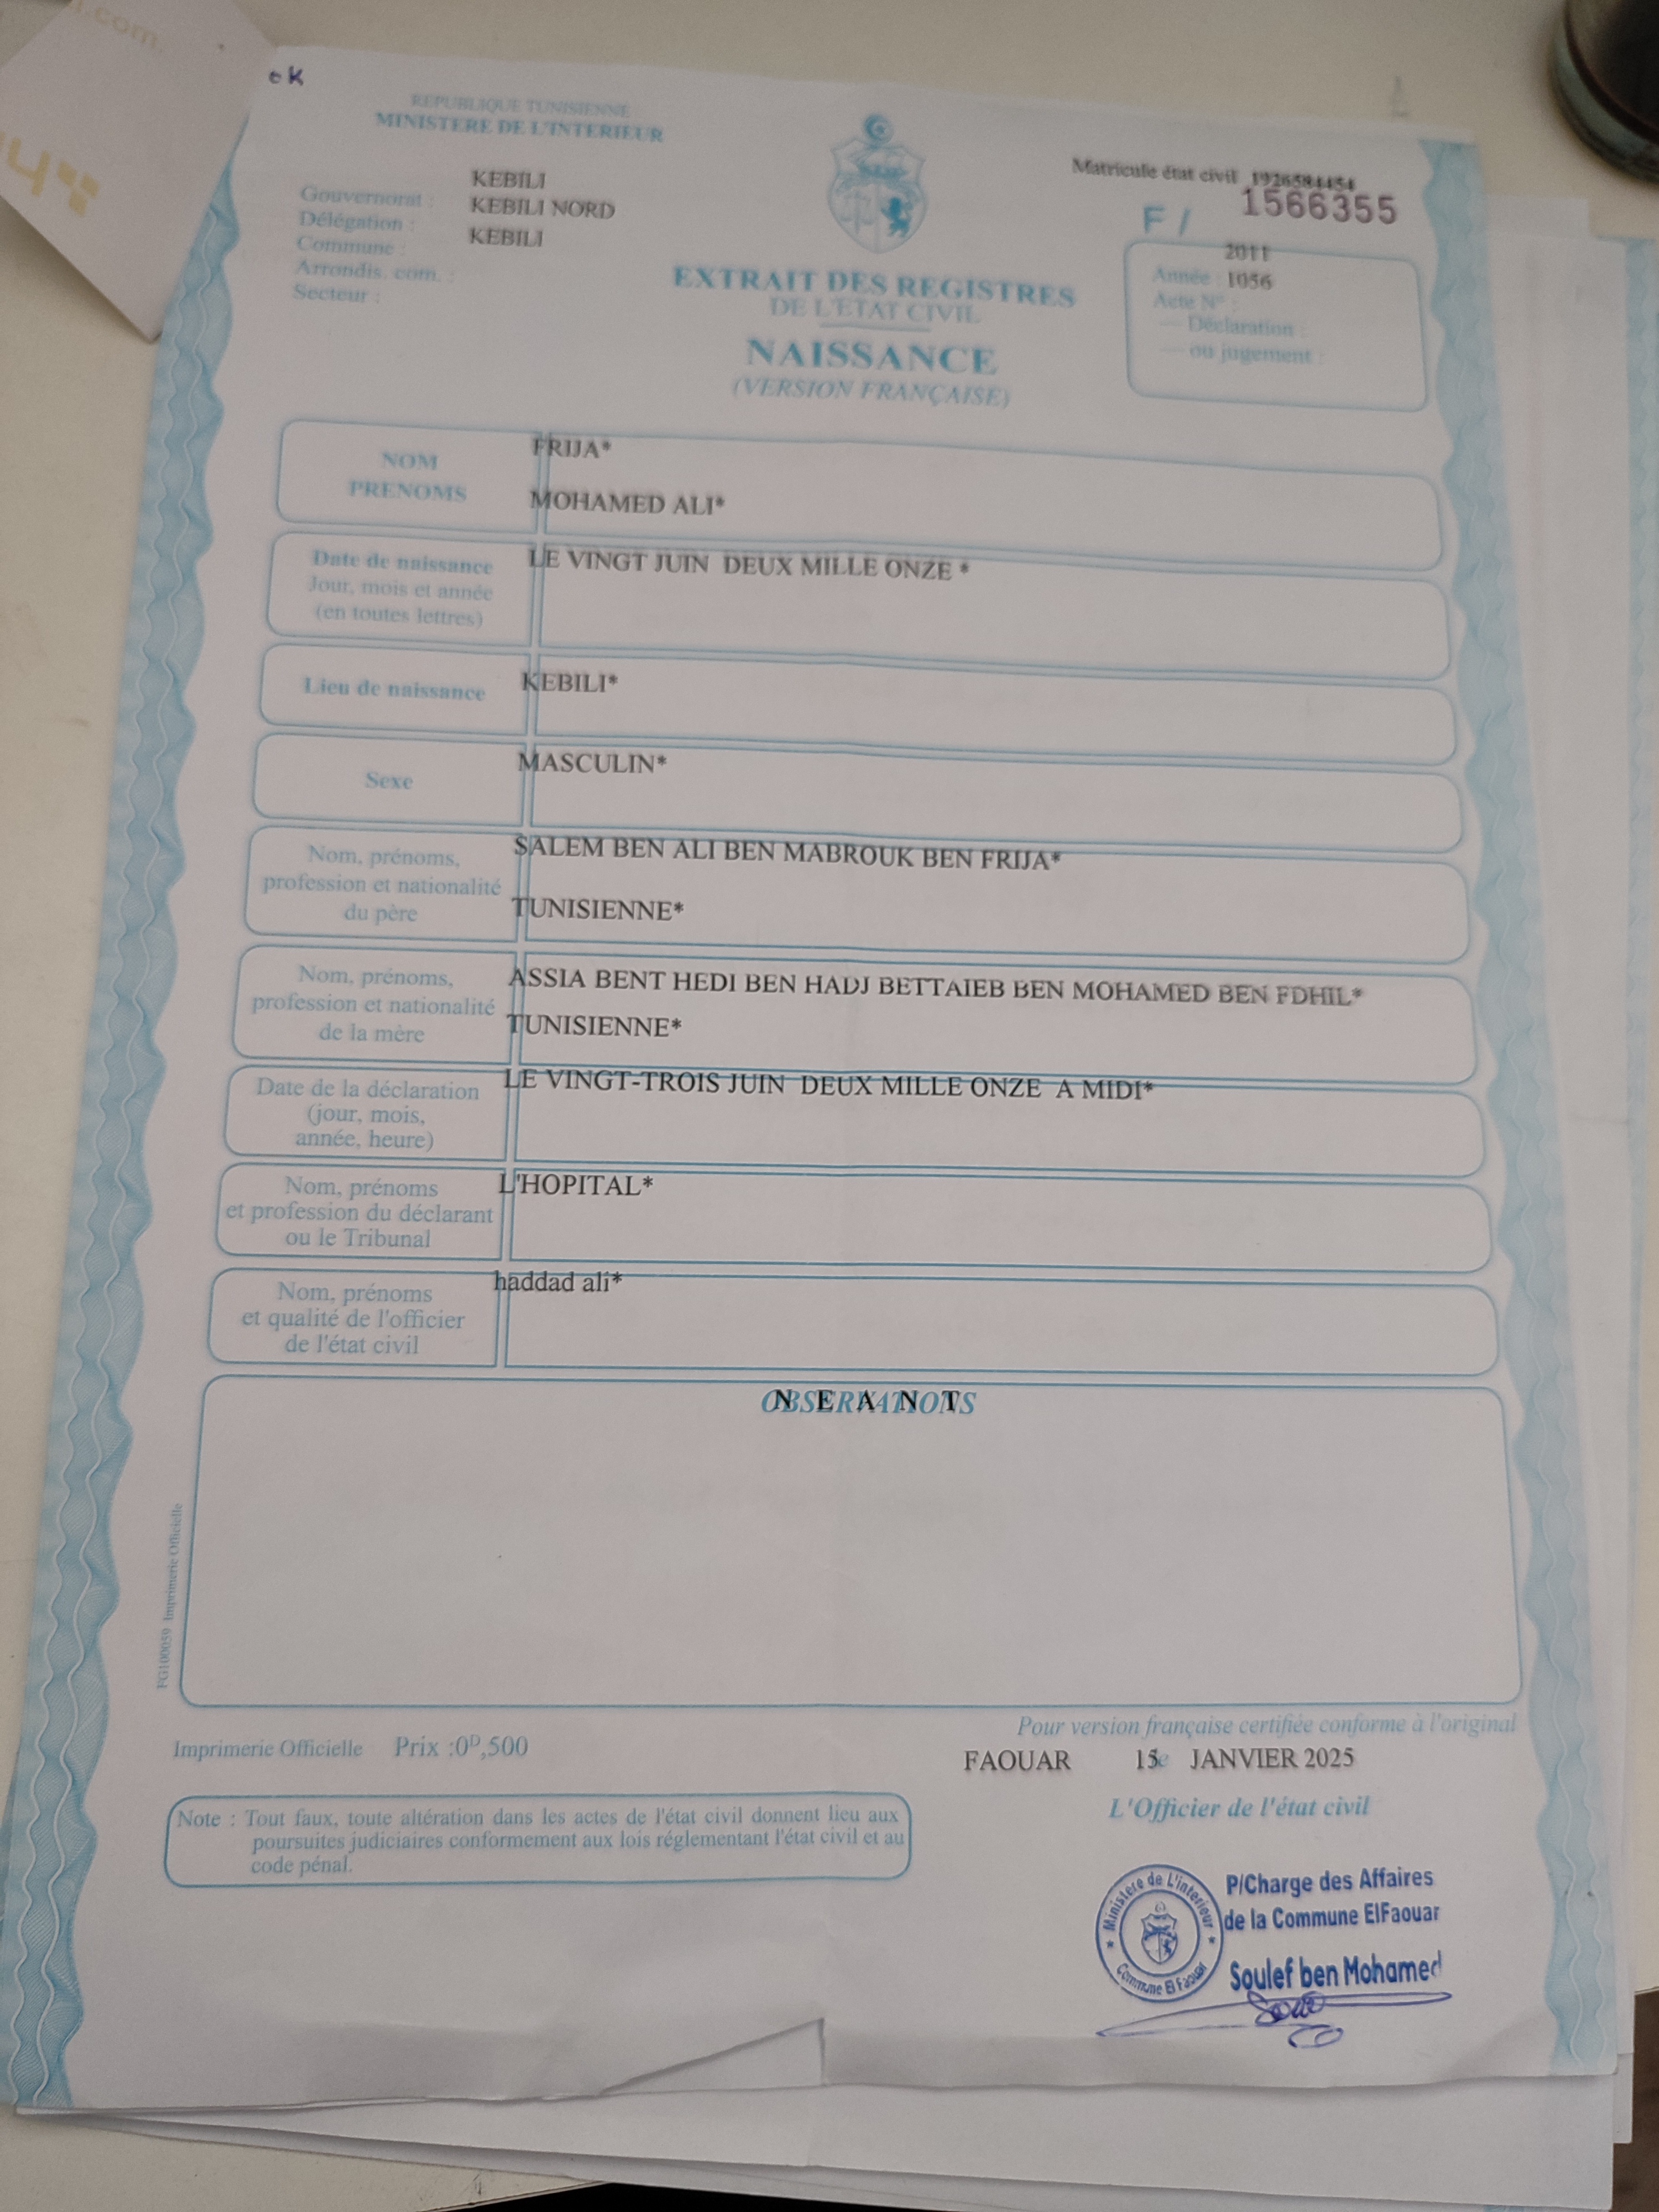 .com
ok
REPUBLIQUE TUNISIENNE
MINISTERE DE L'INTERIEUR
Gouvernorat : KEBILI
Délégation : KEBILI NORD
Commune : KEBILI
Arrondis. com. :
Secteur :
Matricule état civil 1926584454
F / 1566355
2011
Année : 1056
Acte N° :
— Déclaration :
— ou jugement :
EXTRAIT DES REGISTRES
DE L'ETAT CIVIL
NAISSANCE
(VERSION FRANÇAISE)
NOM FRIJA*
PRENOMS MOHAMED ALI*
Date de naissance LE VINGT JUIN DEUX MILLE ONZE *
Jour, mois et année
(en toutes lettres)
Lieu de naissance KEBILI*
Sexe MASCULIN*
Nom, prénoms, SALEM BEN ALI BEN MABROUK BEN FRIJA*
profession et nationalité
du père TUNISIENNE*
Nom, prénoms, ASSIA BENT HEDI BEN HADJ BETTAIEB BEN MOHAMED BEN FDHIL*
profession et nationalité
de la mère TUNISIENNE*
Date de la déclaration LE VINGT-TROIS JUIN DEUX MILLE ONZE A MIDI*
(jour, mois,
année, heure)
Nom, prénoms L'HOPITAL*
et profession du déclarant
ou le Tribunal
Nom, prénoms haddad ali*
et qualité de l'officier
de l'état civil
OBSERVATIONS
N E A N T
FG100059 Imprimerie Officielle
Imprimerie Officielle Prix :0ᴰ,500
Pour version française certifiée conforme à l'original
FAOUAR le 15 JANVIER 2025
L'Officier de l'état civil
Note : Tout faux, toute altération dans les actes de l'état civil donnent lieu aux
poursuites judiciaires conformement aux lois réglementant l'état civil et au
code pénal.
Ministere de L'interieur
Commune El Faouar
P/Charge des Affaires
de la Commune ElFaouar
Soulef ben Mohamed